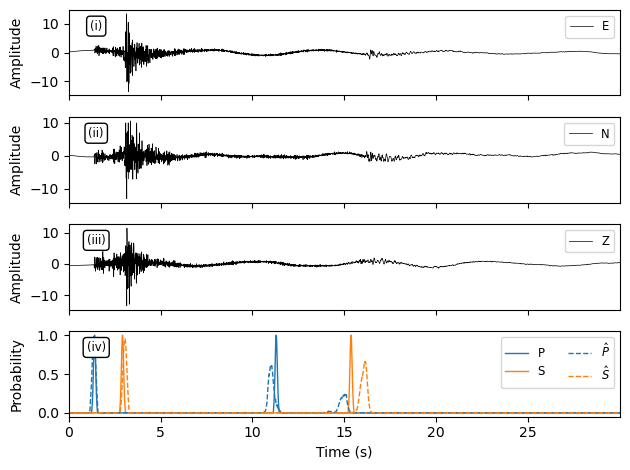 Amplitude
10
0
−10
(i)
E
Amplitude
10
0
−10
(ii)
N
Amplitude
10
0
−10
(iii)
Z
Probability
1.0
0.5
0.0
(iv)
P
S
P̂
Ŝ
0 5 10 15 20 25
Time (s)